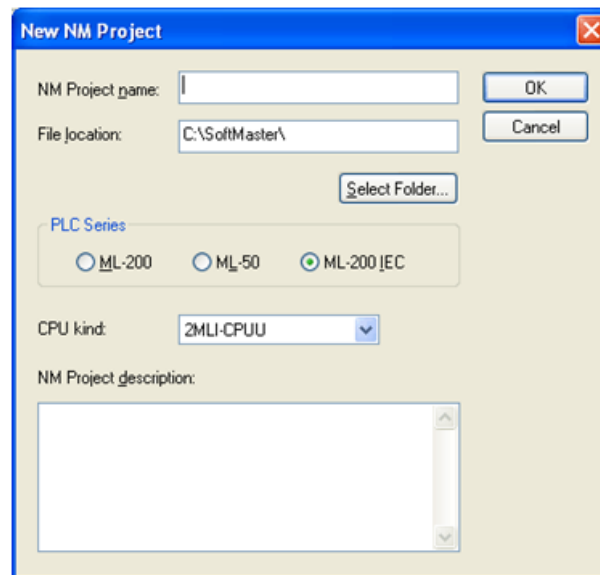 New NM Project
NM Project name:
OK
File location:
C:\SoftMaster\
Cancel
Select Folder...
PLC Series
ML-200
ML-50
ML-200 IEC
CPU kind:
2MLI-CPUU
NM Project description: